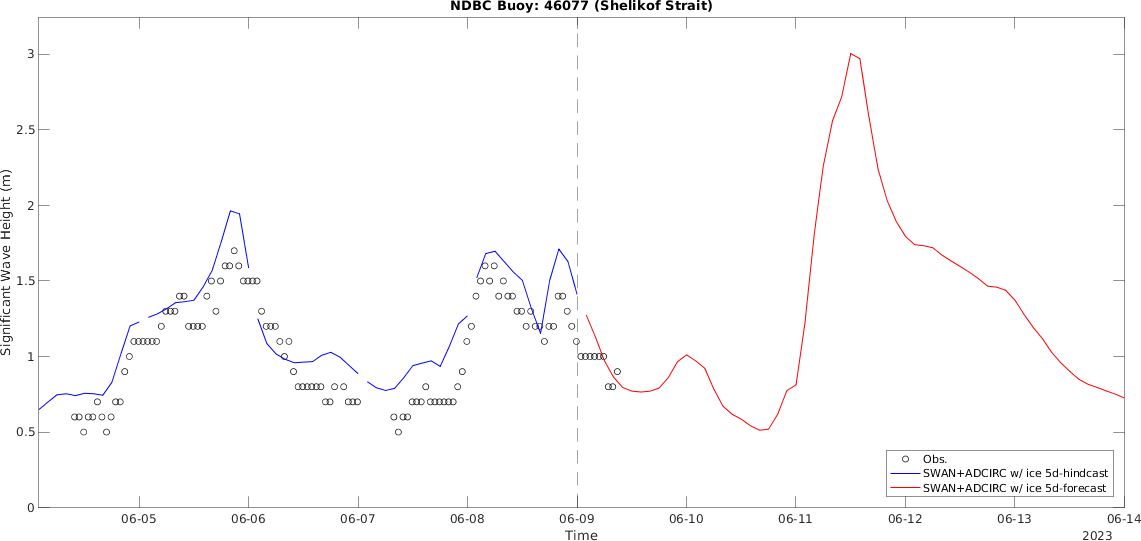 NDBC Buoy: 46077 (Shelikof Strait)
Significant Wave Height (m)
3
2.5
2
1.5
1
0.5
0
Obs.
SWAN+ADCIRC w/ ice 5d-hindcast
SWAN+ADCIRC w/ ice 5d-forecast
06-05 06-06 06-07 06-08 06-09 06-10 06-11 06-12 06-13 06-14
Time
2023